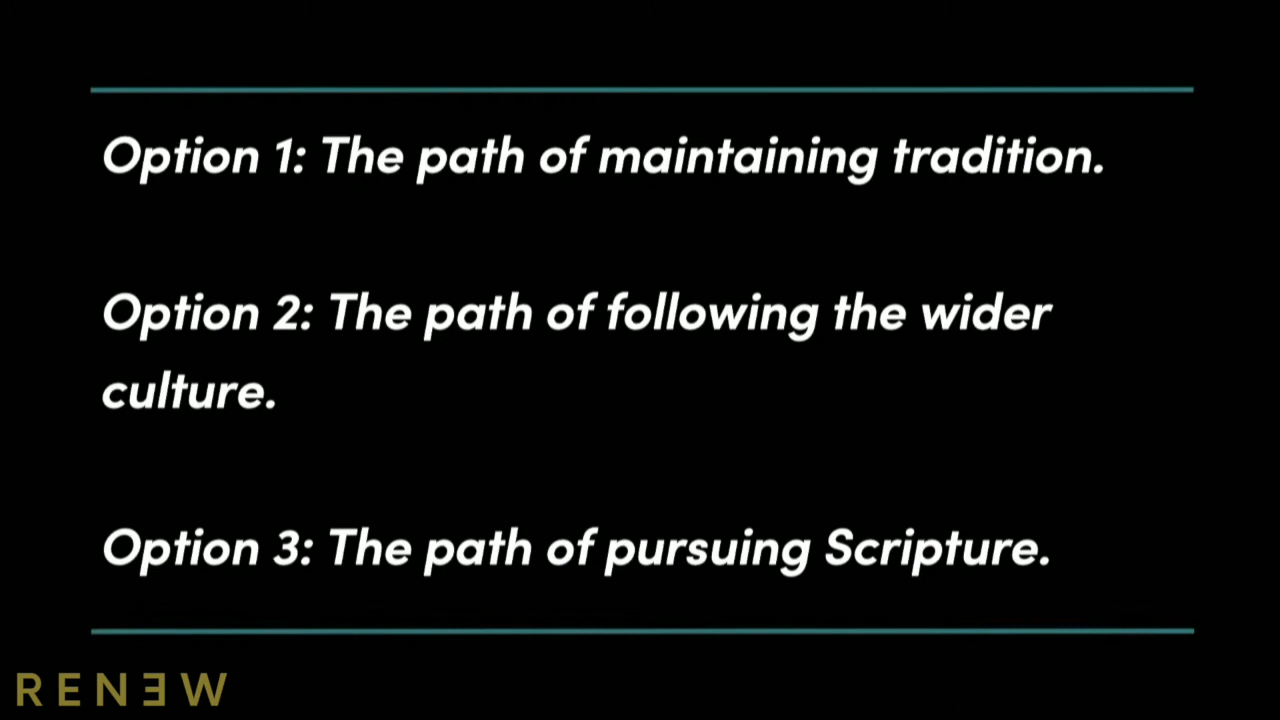 Option 1: The path of maintaining tradition.
Option 2: The path of following the wider
culture.
Option 3: The path of pursuing Scripture.
RENEW